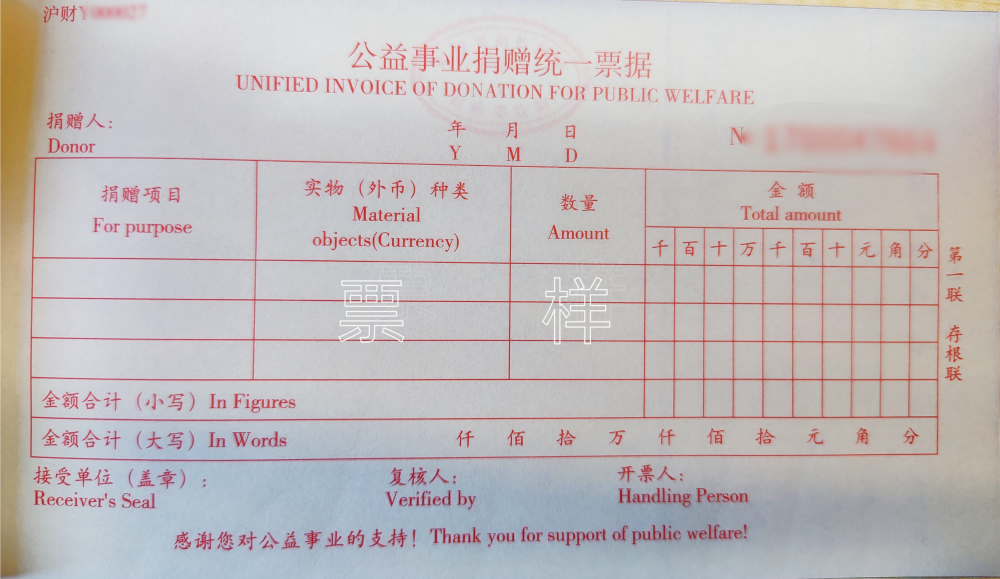 沪财
公益事业捐赠统一票据
UNIFIED INVOICE OF DONATION FOR PUBLIC WELFARE
捐赠人：
Donor
年 月 日
Y M D
№
捐赠项目
For purpose
实物（外币）种类
Material
objects(Currency)
数量
Amount
金额
Total amount
千 百 十 万 千 百 十 元 角 分
第一联 存根联
票样
金额合计（小写）In Figures
金额合计（大写）In Words 仟 佰 拾 万 仟 佰 拾 元 角 分
接受单位（盖章）：
Receiver's Seal
复核人：
Verified by
开票人：
Handling Person
感谢您对公益事业的支持！Thank you for support of public welfare!